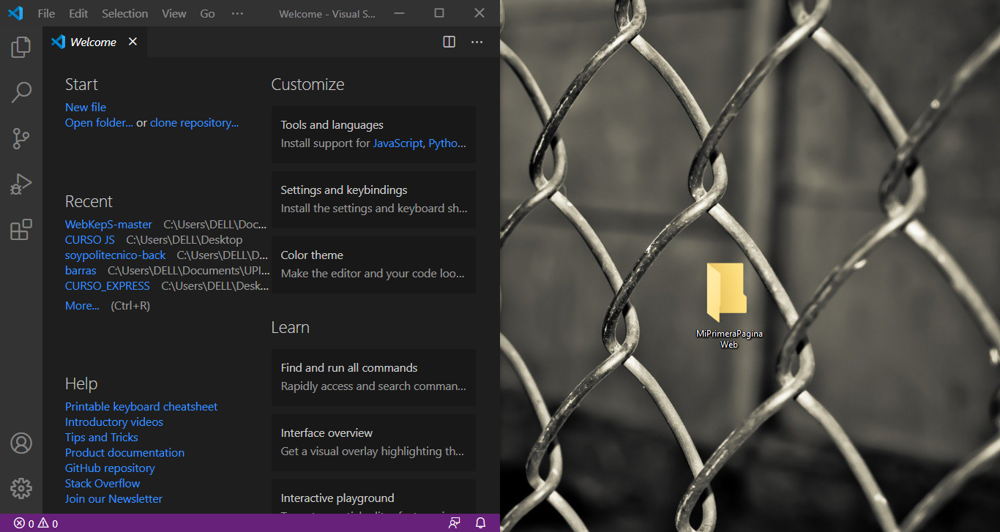 File Edit Selection View Go ··· Welcome - Visual S...
Welcome
Start
New file
Open folder... or clone repository...
Recent
WebKepS-master C:\Users\DELL\Doc...
CURSO JS C:\Users\DELL\Desktop
soypolitecnico-back C:\Users\DELL\D...
barras C:\Users\DELL\Documents\UPI...
CURSO_EXPRESS C:\Users\DELL\Desk...
More... (Ctrl+R)
Help
Printable keyboard cheatsheet
Introductory videos
Tips and Tricks
Product documentation
GitHub repository
Stack Overflow
Join our Newsletter
Customize
Tools and languages
Install support for JavaScript, Pytho...
Settings and keybindings
Install the settings and keyboard sh...
Color theme
Make the editor and your code loo...
Learn
Find and run all commands
Rapidly access and search comman...
Interface overview
Get a visual overlay highlighting th...
Interactive playground
0 0
MiPrimeraPagina
Web